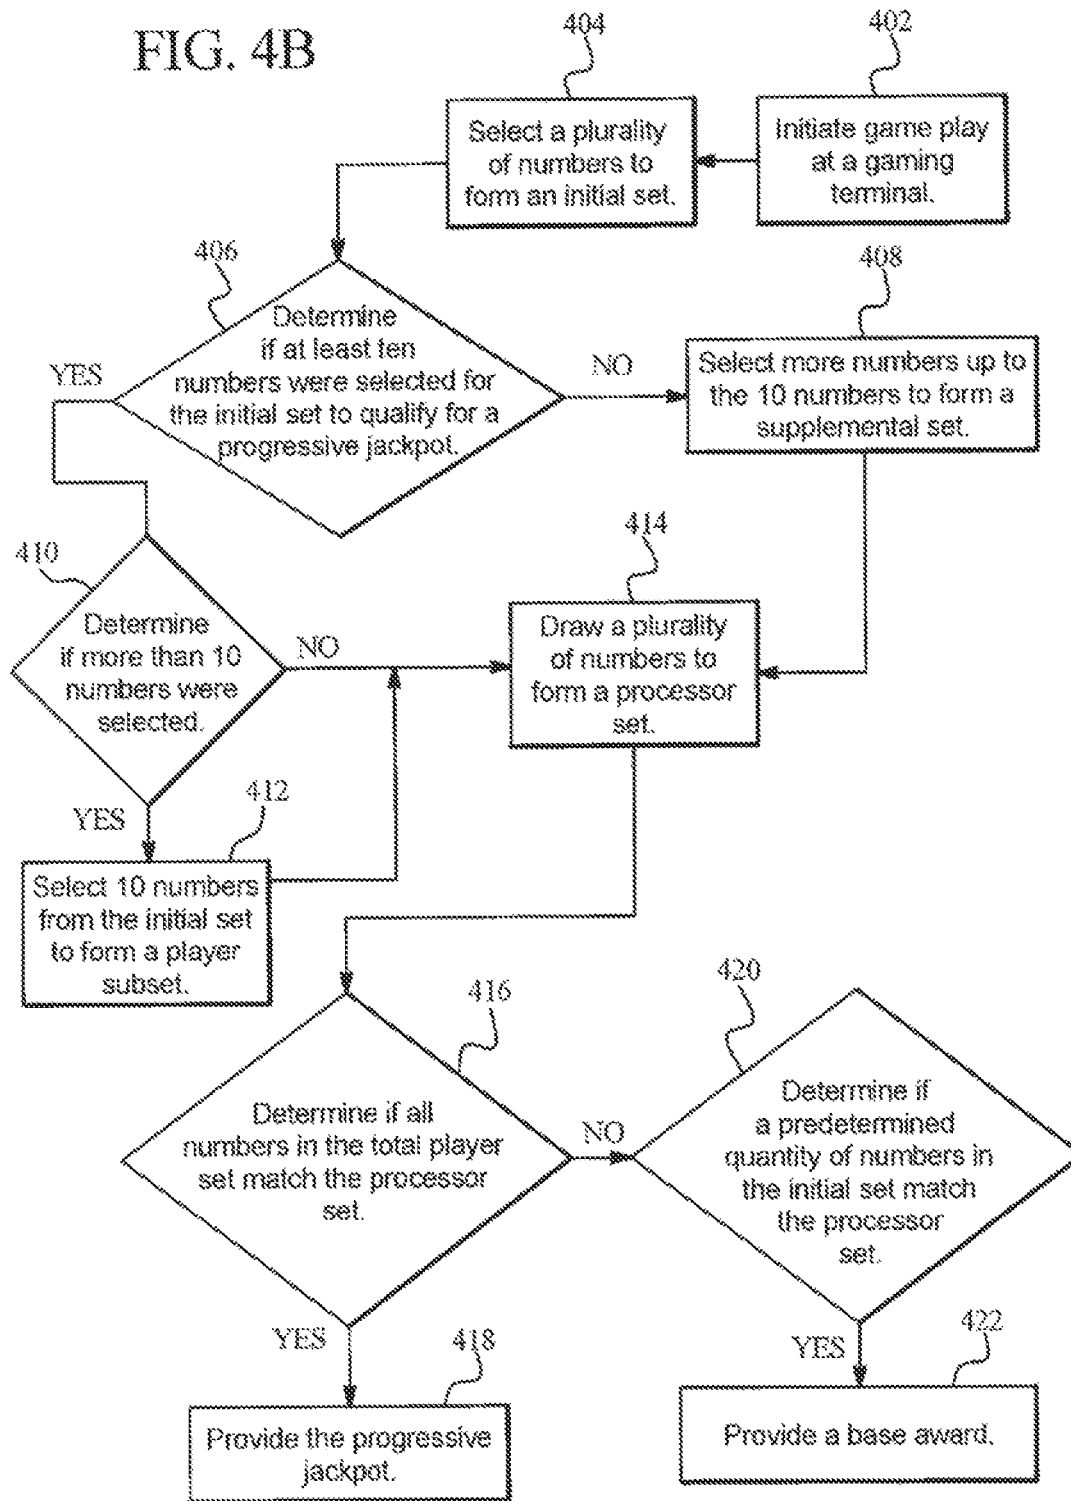 FIG. 4B
404
402
Select a plurality
of numbers to
form an initial set.
Initiate game play
at a gaming
terminal.
406
408
Determine
if at least ten
numbers were selected for
the initial set to qualify for a
progressive jackpot.
YES
NO
Select more numbers up to
the 10 numbers to form a
supplemental set.
410
414
Determine
if more than 10
numbers were
selected.
NO
Draw a plurality
of numbers to
form a processor
set.
YES
412
Select 10 numbers
from the initial set
to form a player
subset.
416
420
Determine if all
numbers in the total player
set match the processor
set.
NO
Determine if
a predetermined
quantity of numbers in
the initial set match
the processor
set.
YES
418
YES
422
Provide the progressive
jackpot.
Provide a base award.